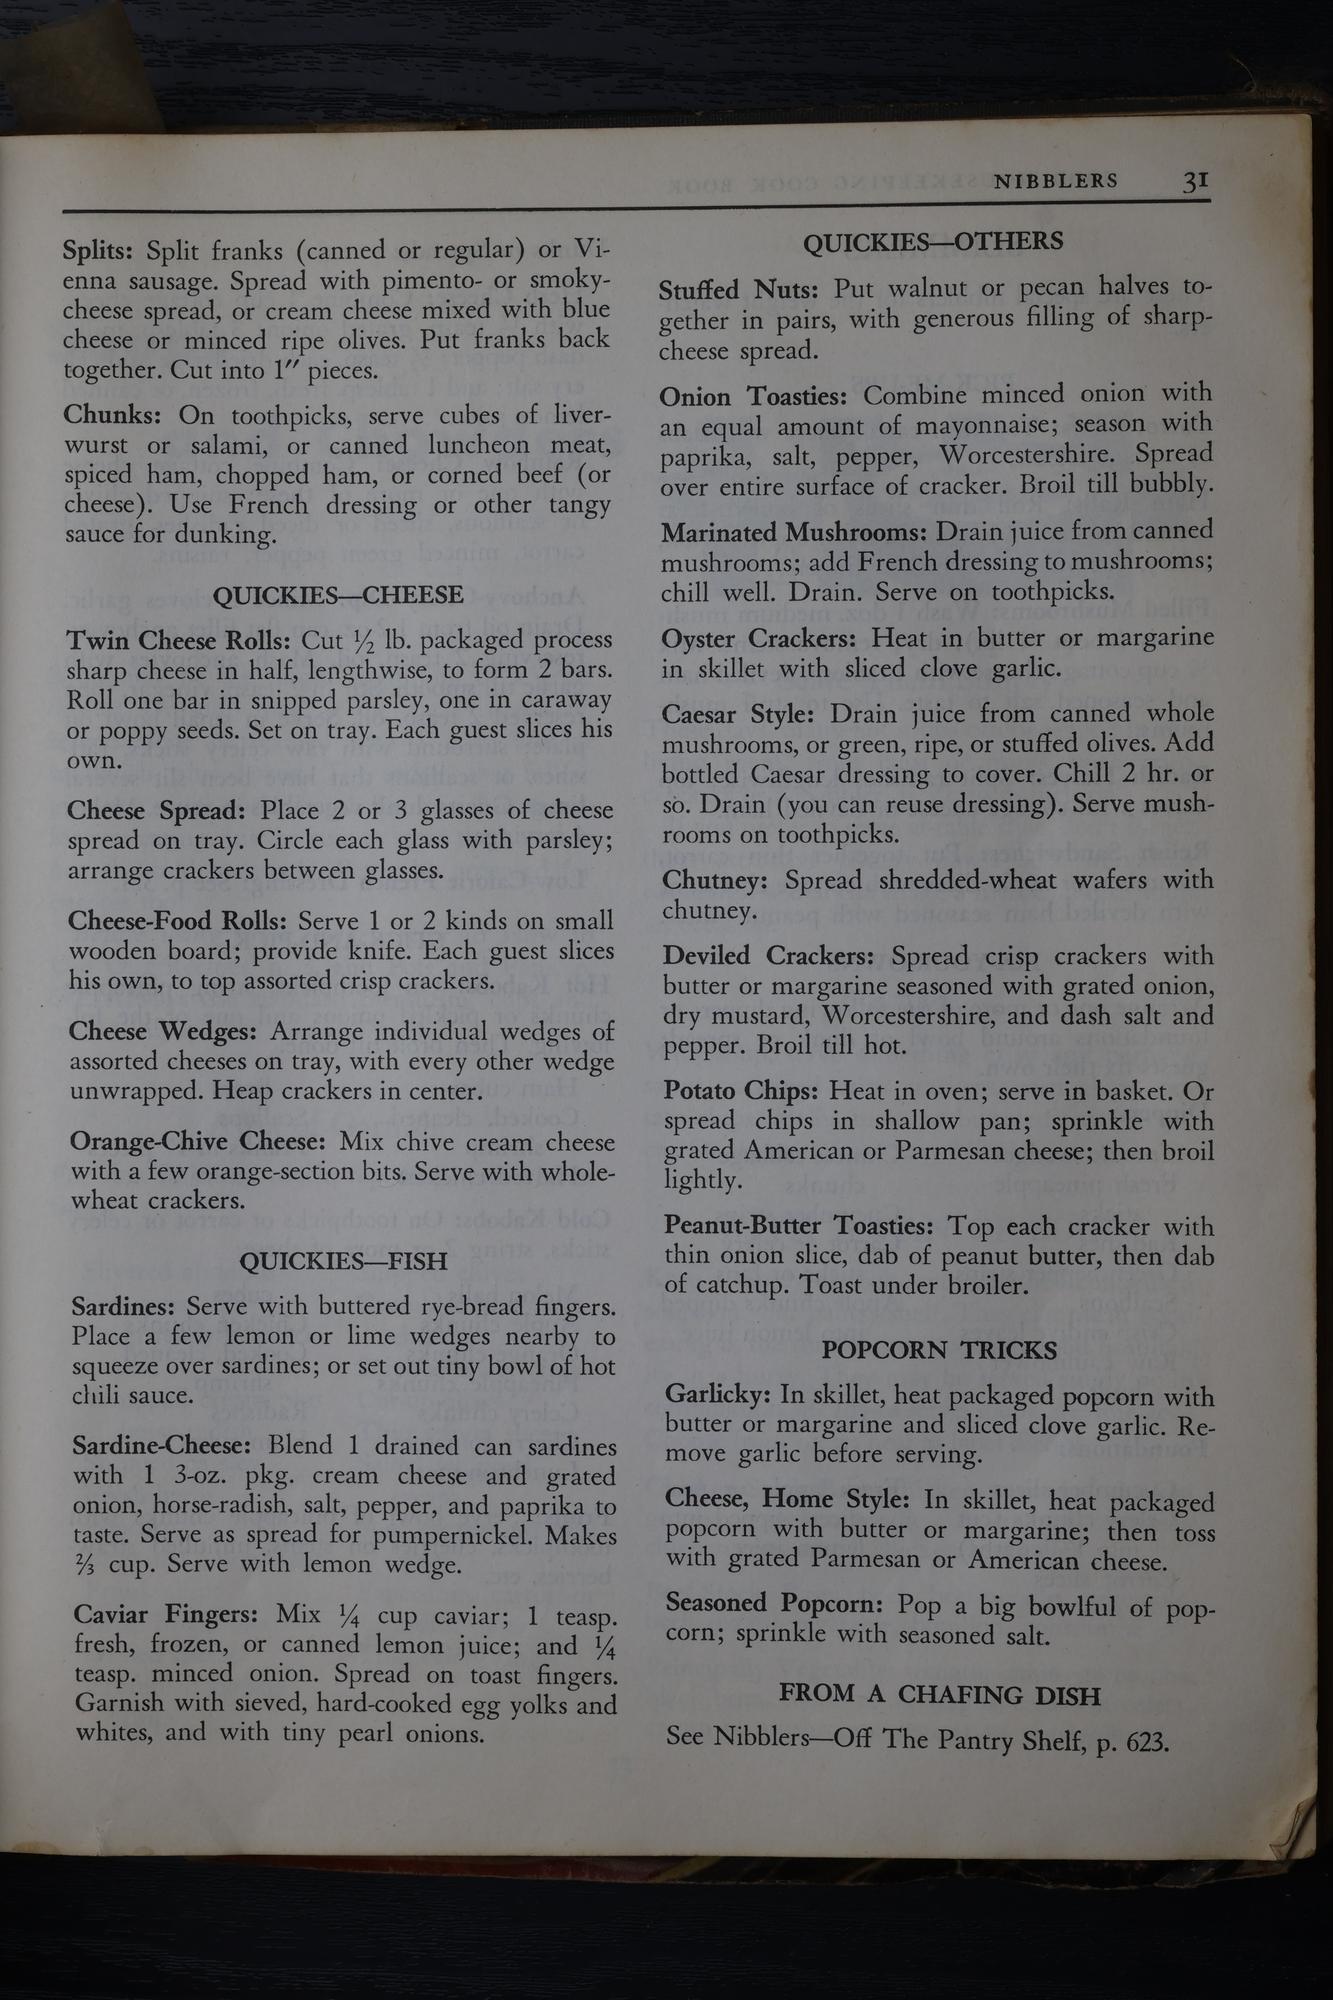 NIBBLERS 31
Splits: Split franks (canned or regular) or Vi-
enna sausage. Spread with pimento- or smoky-
cheese spread, or cream cheese mixed with blue
cheese or minced ripe olives. Put franks back
together. Cut into 1″ pieces.
Chunks: On toothpicks, serve cubes of liver-
wurst or salami, or canned luncheon meat,
spiced ham, chopped ham, or corned beef (or
cheese). Use French dressing or other tangy
sauce for dunking.
QUICKIES—CHEESE
Twin Cheese Rolls: Cut ½ lb. packaged process
sharp cheese in half, lengthwise, to form 2 bars.
Roll one bar in snipped parsley, one in caraway
or poppy seeds. Set on tray. Each guest slices his
own.
Cheese Spread: Place 2 or 3 glasses of cheese
spread on tray. Circle each glass with parsley;
arrange crackers between glasses.
Cheese-Food Rolls: Serve 1 or 2 kinds on small
wooden board; provide knife. Each guest slices
his own, to top assorted crisp crackers.
Cheese Wedges: Arrange individual wedges of
assorted cheeses on tray, with every other wedge
unwrapped. Heap crackers in center.
Orange-Chive Cheese: Mix chive cream cheese
with a few orange-section bits. Serve with whole-
wheat crackers.
QUICKIES—FISH
Sardines: Serve with buttered rye-bread fingers.
Place a few lemon or lime wedges nearby to
squeeze over sardines; or set out tiny bowl of hot
chili sauce.
Sardine-Cheese: Blend 1 drained can sardines
with 1 3-oz. pkg. cream cheese and grated
onion, horse-radish, salt, pepper, and paprika to
taste. Serve as spread for pumpernickel. Makes
⅔ cup. Serve with lemon wedge.
Caviar Fingers: Mix ¼ cup caviar; 1 teasp.
fresh, frozen, or canned lemon juice; and ¼
teasp. minced onion. Spread on toast fingers.
Garnish with sieved, hard-cooked egg yolks and
whites, and with tiny pearl onions.
QUICKIES—OTHERS
Stuffed Nuts: Put walnut or pecan halves to-
gether in pairs, with generous filling of sharp-
cheese spread.
Onion Toasties: Combine minced onion with
an equal amount of mayonnaise; season with
paprika, salt, pepper, Worcestershire. Spread
over entire surface of cracker. Broil till bubbly.
Marinated Mushrooms: Drain juice from canned
mushrooms; add French dressing to mushrooms;
chill well. Drain. Serve on toothpicks.
Oyster Crackers: Heat in butter or margarine
in skillet with sliced clove garlic.
Caesar Style: Drain juice from canned whole
mushrooms, or green, ripe, or stuffed olives. Add
bottled Caesar dressing to cover. Chill 2 hr. or
so. Drain (you can reuse dressing). Serve mush-
rooms on toothpicks.
Chutney: Spread shredded-wheat wafers with
chutney.
Deviled Crackers: Spread crisp crackers with
butter or margarine seasoned with grated onion,
dry mustard, Worcestershire, and dash salt and
pepper. Broil till hot.
Potato Chips: Heat in oven; serve in basket. Or
spread chips in shallow pan; sprinkle with
grated American or Parmesan cheese; then broil
lightly.
Peanut-Butter Toasties: Top each cracker with
thin onion slice, dab of peanut butter, then dab
of catchup. Toast under broiler.
POPCORN TRICKS
Garlicky: In skillet, heat packaged popcorn with
butter or margarine and sliced clove garlic. Re-
move garlic before serving.
Cheese, Home Style: In skillet, heat packaged
popcorn with butter or margarine; then toss
with grated Parmesan or American cheese.
Seasoned Popcorn: Pop a big bowlful of pop-
corn; sprinkle with seasoned salt.
FROM A CHAFING DISH
See Nibblers—Off The Pantry Shelf, p. 623.